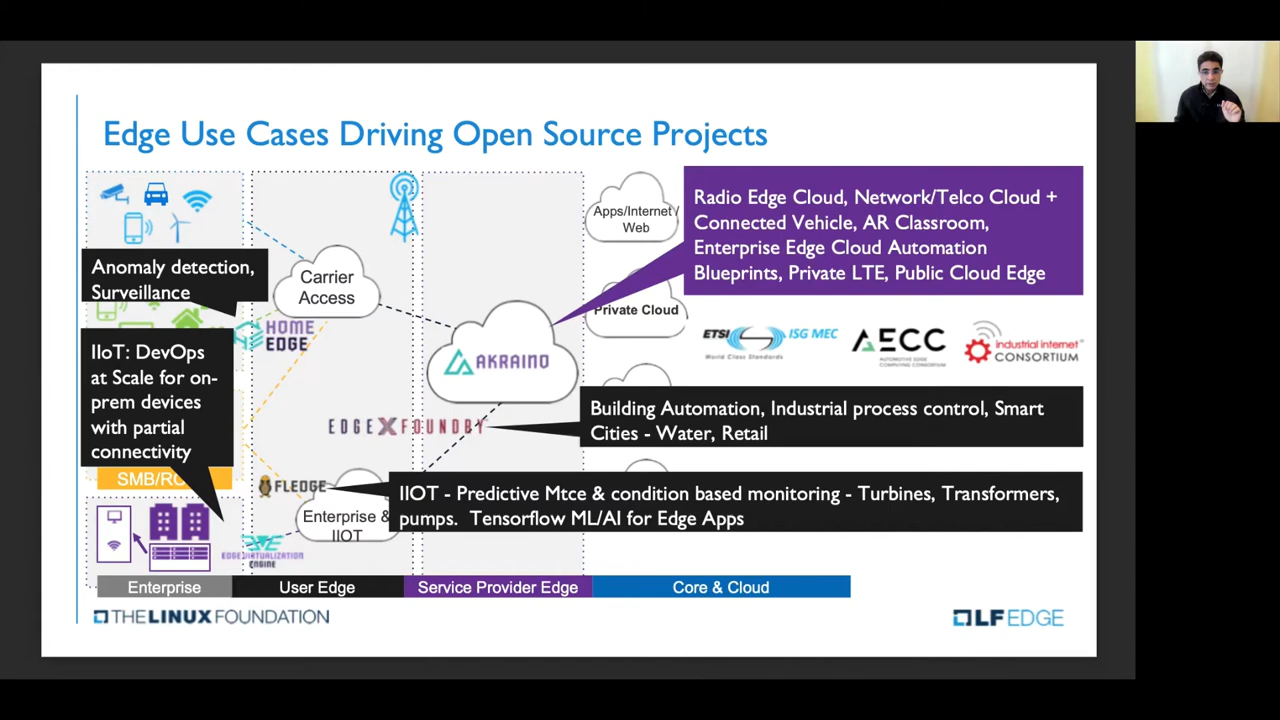 Edge Use Cases Driving Open Source Projects
Apps/Internet/
Web
Radio Edge Cloud, Network/Telco Cloud +
Connected Vehicle, AR Classroom,
Enterprise Edge Cloud Automation
Blueprints, Private LTE, Public Cloud Edge
Anomaly detection,
Surveillance
Carrier
Access
Private Cloud
HOME
EDGE
AKRAINO
ETSI
World Class Standards
ISG MEC
AECC
AUTOMOTIVE EDGE
COMPUTING CONSORTIUM
industrial internet
CONSORTIUM
IIoT: DevOps
at Scale for on-
prem devices
with partial
connectivity
EDGE X FOUNDRY
Building Automation, Industrial process control, Smart
Cities - Water, Retail
SMB/RO
FLEDGE
IIOT - Predictive Mtce & condition based monitoring - Turbines, Transformers,
pumps. Tensorflow ML/AI for Edge Apps
Enterprise &
IIOT
EDGE VIRTUALIZATION
ENGINE
Enterprise
User Edge
Service Provider Edge
Core & Cloud
THE LINUX FOUNDATION
LF EDGE